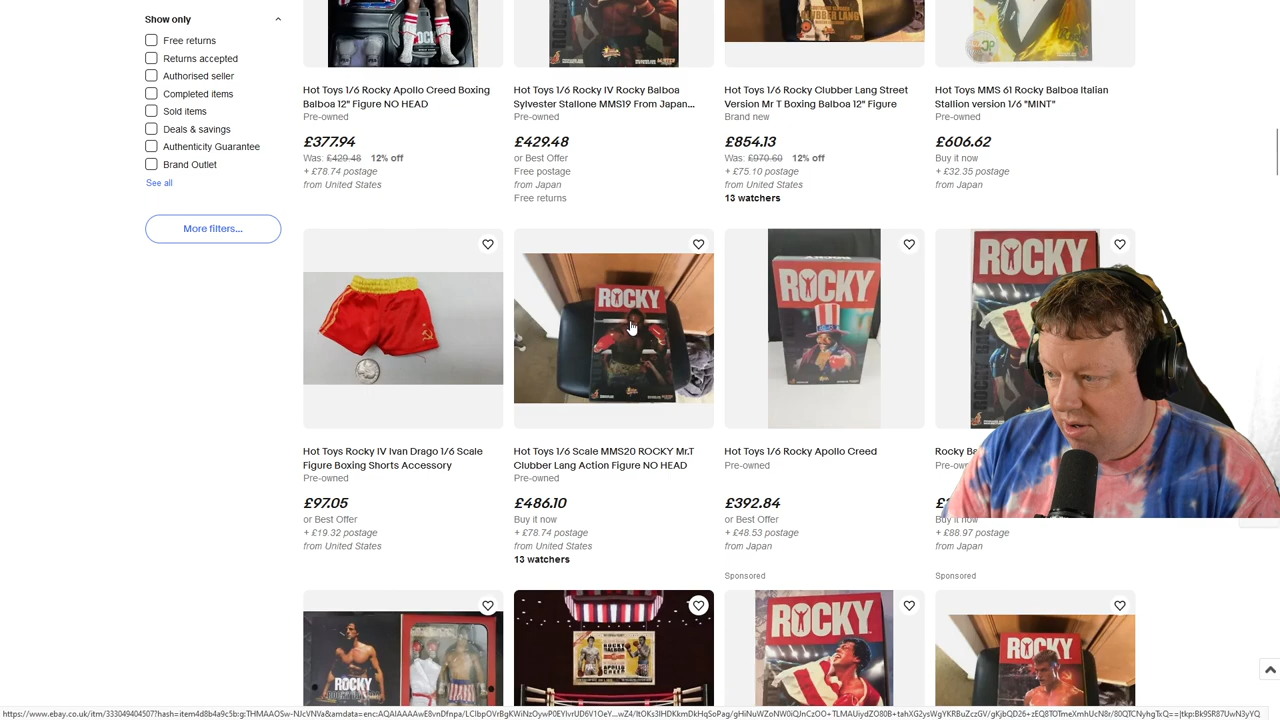 Show only
Free returns
Returns accepted
Authorised seller
Completed items
Sold items
Deals & savings
Authenticity Guarantee
Brand Outlet
See all
More filters...
Hot Toys 1/6 Rocky Apollo Creed Boxing
Balboa 12" Figure NO HEAD
Pre-owned
£377.94
Was: £429.48 12% off
+ £78.74 postage
from United States
Hot Toys 1/6 Rocky IV Rocky Balboa
Sylvester Stallone MMS19 From Japan...
Pre-owned
£429.48
or Best Offer
Free postage
from Japan
Free returns
CLUBBER LANG
Hot Toys 1/6 Rocky Clubber Lang Street
Version Mr T Boxing Balboa 12" Figure
Brand new
£854.13
Was: £970.60 12% off
+ £75.10 postage
from United States
13 watchers
Hot Toys MMS 61 Rocky Balboa Italian
Stallion version 1/6 "MINT"
Pre-owned
£606.62
Buy it now
+ £32.35 postage
from Japan
Hot Toys Rocky IV Ivan Drago 1/6 Scale
Figure Boxing Shorts Accessory
Pre-owned
£97.05
or Best Offer
+ £19.32 postage
from United States
ROCKY
Hot Toys 1/6 Scale MMS20 ROCKY Mr.T
Clubber Lang Action Figure NO HEAD
Pre-owned
£486.10
Buy it now
+ £78.74 postage
from United States
13 watchers
ROCKY
ROCKY
Hot Toys 1/6 Rocky Apollo Creed
Pre-owned
£392.84
or Best Offer
+ £48.53 postage
from Japan
Sponsored
ROCKY
Rocky Ba
Pre-own
Buy it now
+ £88.97 postage
from Japan
Sponsored
ROCKY
ROCKY BALBOA
APOLLO CREED
ROCKY
ROCKY